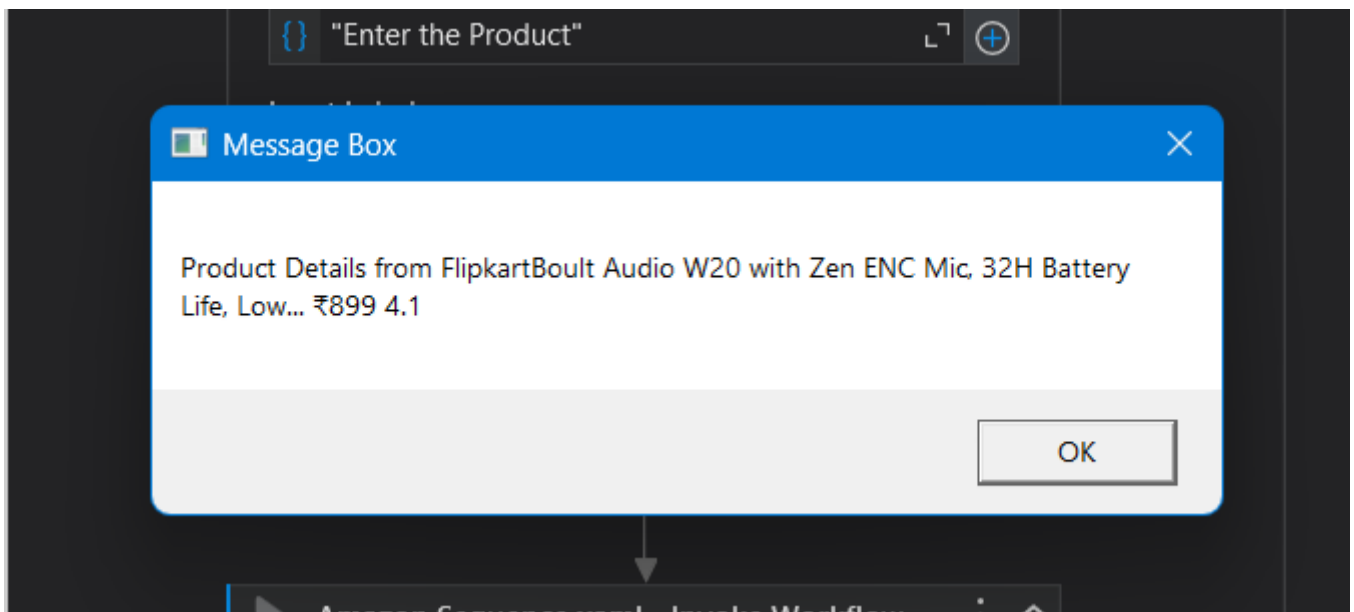 {} "Enter the Product"
Message Box
Product Details from FlipkartBoult Audio W20 with Zen ENC Mic, 32H Battery
Life, Low... ₹899 4.1
OK